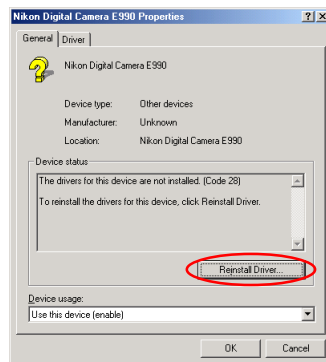 Nikon Digital Camera E990 Properties
General Driver
Nikon Digital Camera E990
Device type: Other devices
Manufacturer: Unknown
Location: Nikon Digital Camera E990
Device status
The drivers for this device are not installed. (Code 28)
To reinstall the drivers for this device, click Reinstall Driver.
Reinstall Driver...
Device usage:
Use this device (enable)
OK Cancel